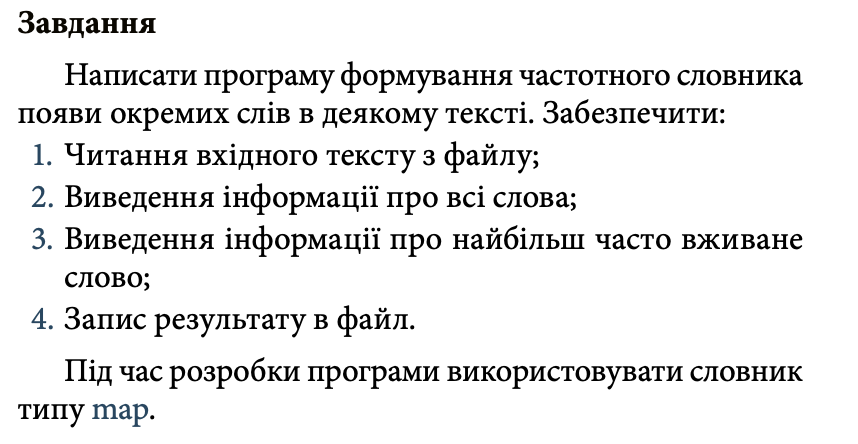 Завдання
Написати програму формування частотного словника
появи окремих слів в деякому тексті. Забезпечити:
1. Читання вхідного тексту з файлу;
2. Виведення інформації про всі слова;
3. Виведення інформації про найбільш часто вживане
слово;
4. Запис результату в файл.
Під час розробки програми використовувати словник
типу map.